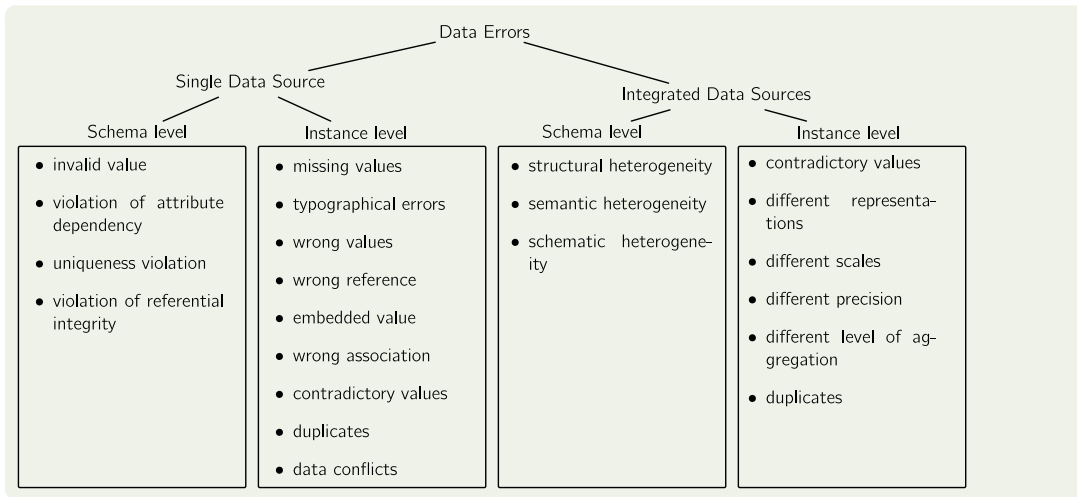 Data Errors
Single Data Source
Integrated Data Sources
Schema level
• invalid value
• violation of attribute
dependency
• uniqueness violation
• violation of referential
integrity
Instance level
• missing values
• typographical errors
• wrong values
• wrong reference
• embedded value
• wrong association
• contradictory values
• duplicates
• data conflicts
Schema level
• structural heterogeneity
• semantic heterogeneity
• schematic heterogene-
ity
Instance level
• contradictory values
• different representa-
tions
• different scales
• different precision
• different level of ag-
gregation
• duplicates